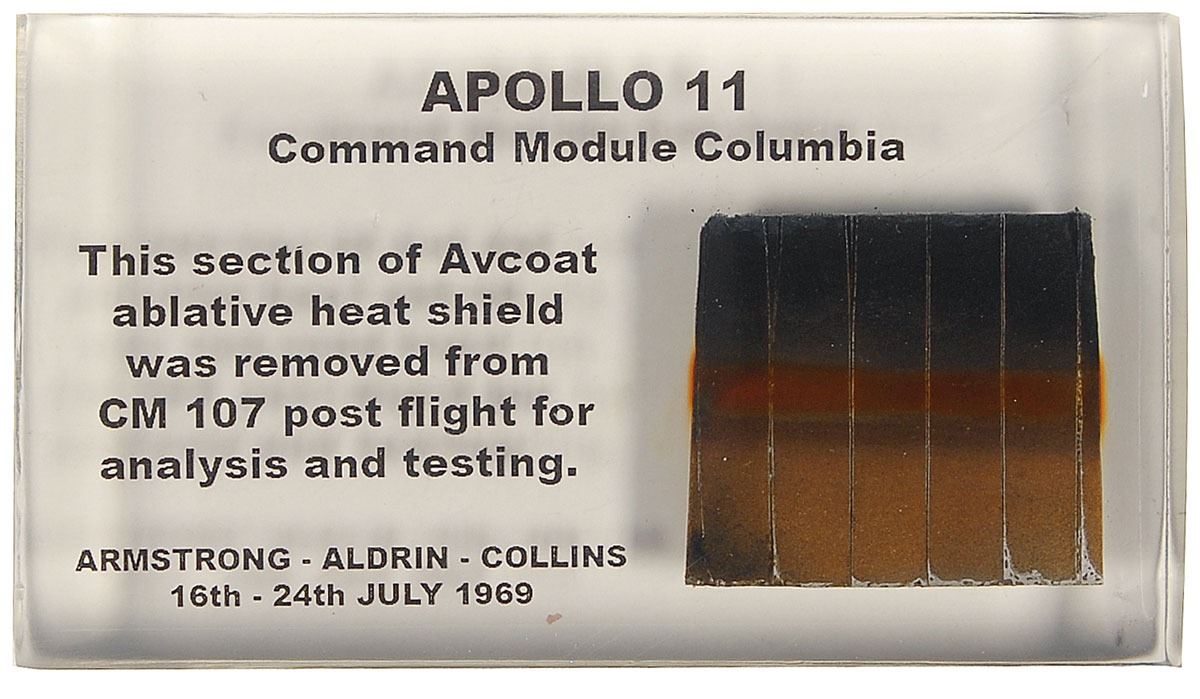 APOLLO 11
Command Module Columbia
This section of Avcoat
ablative heat shield
was removed from
CM 107 post flight for
analysis and testing.
ARMSTRONG - ALDRIN - COLLINS
16th - 24th JULY 1969